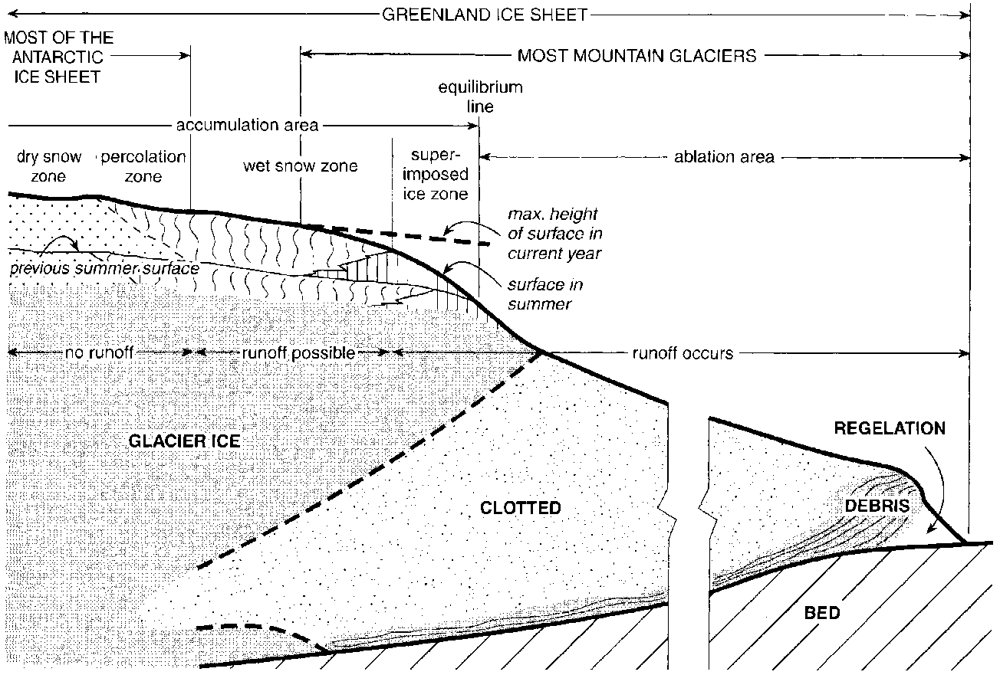 GREENLAND ICE SHEET
MOST OF THE
ANTARCTIC
ICE SHEET
MOST MOUNTAIN GLACIERS
equilibrium
line
accumulation area
dry snow
zone
percolation
zone
wet snow zone
super-
imposed
ice zone
ablation area
max. height
of surface in
current year
previous summer surface
surface in
summer
no runoff
runoff possible
runoff occurs
GLACIER ICE
REGELATION
CLOTTED
DEBRIS
BED